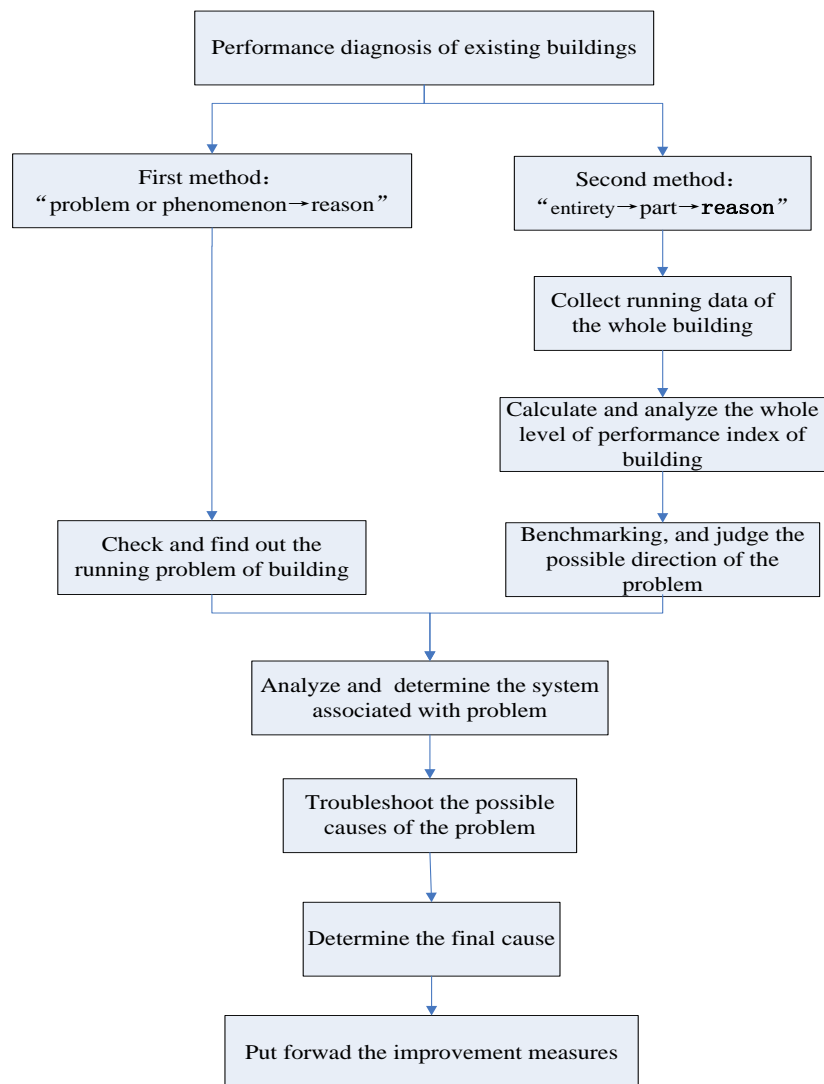 Performance diagnosis of existing buildings
First method：
“problem or phenomenon→reason”
Second method：
“entirety→part→reason”
Collect running data of
the whole building
Calculate and analyze the whole
level of performance index of
building
Check and find out the
running problem of building
Benchmarking, and judge the
possible direction of the
problem
Analyze and determine the system
associated with problem
Troubleshoot the possible
causes of the problem
Determine the final cause
Put forwad the improvement measures